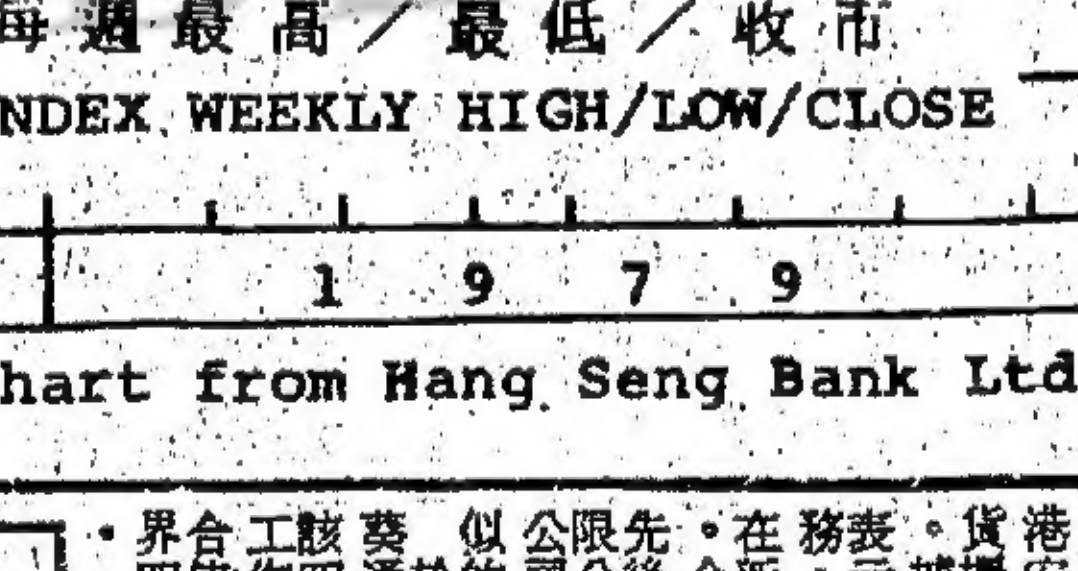 每週最高／最低／收市
NDEX WEEKLY HIGH/LOW/CLOSE
1 9 7 9
hart from Hang Seng Bank Ltd
・界合工該葵 似公限先・在務表。貨港